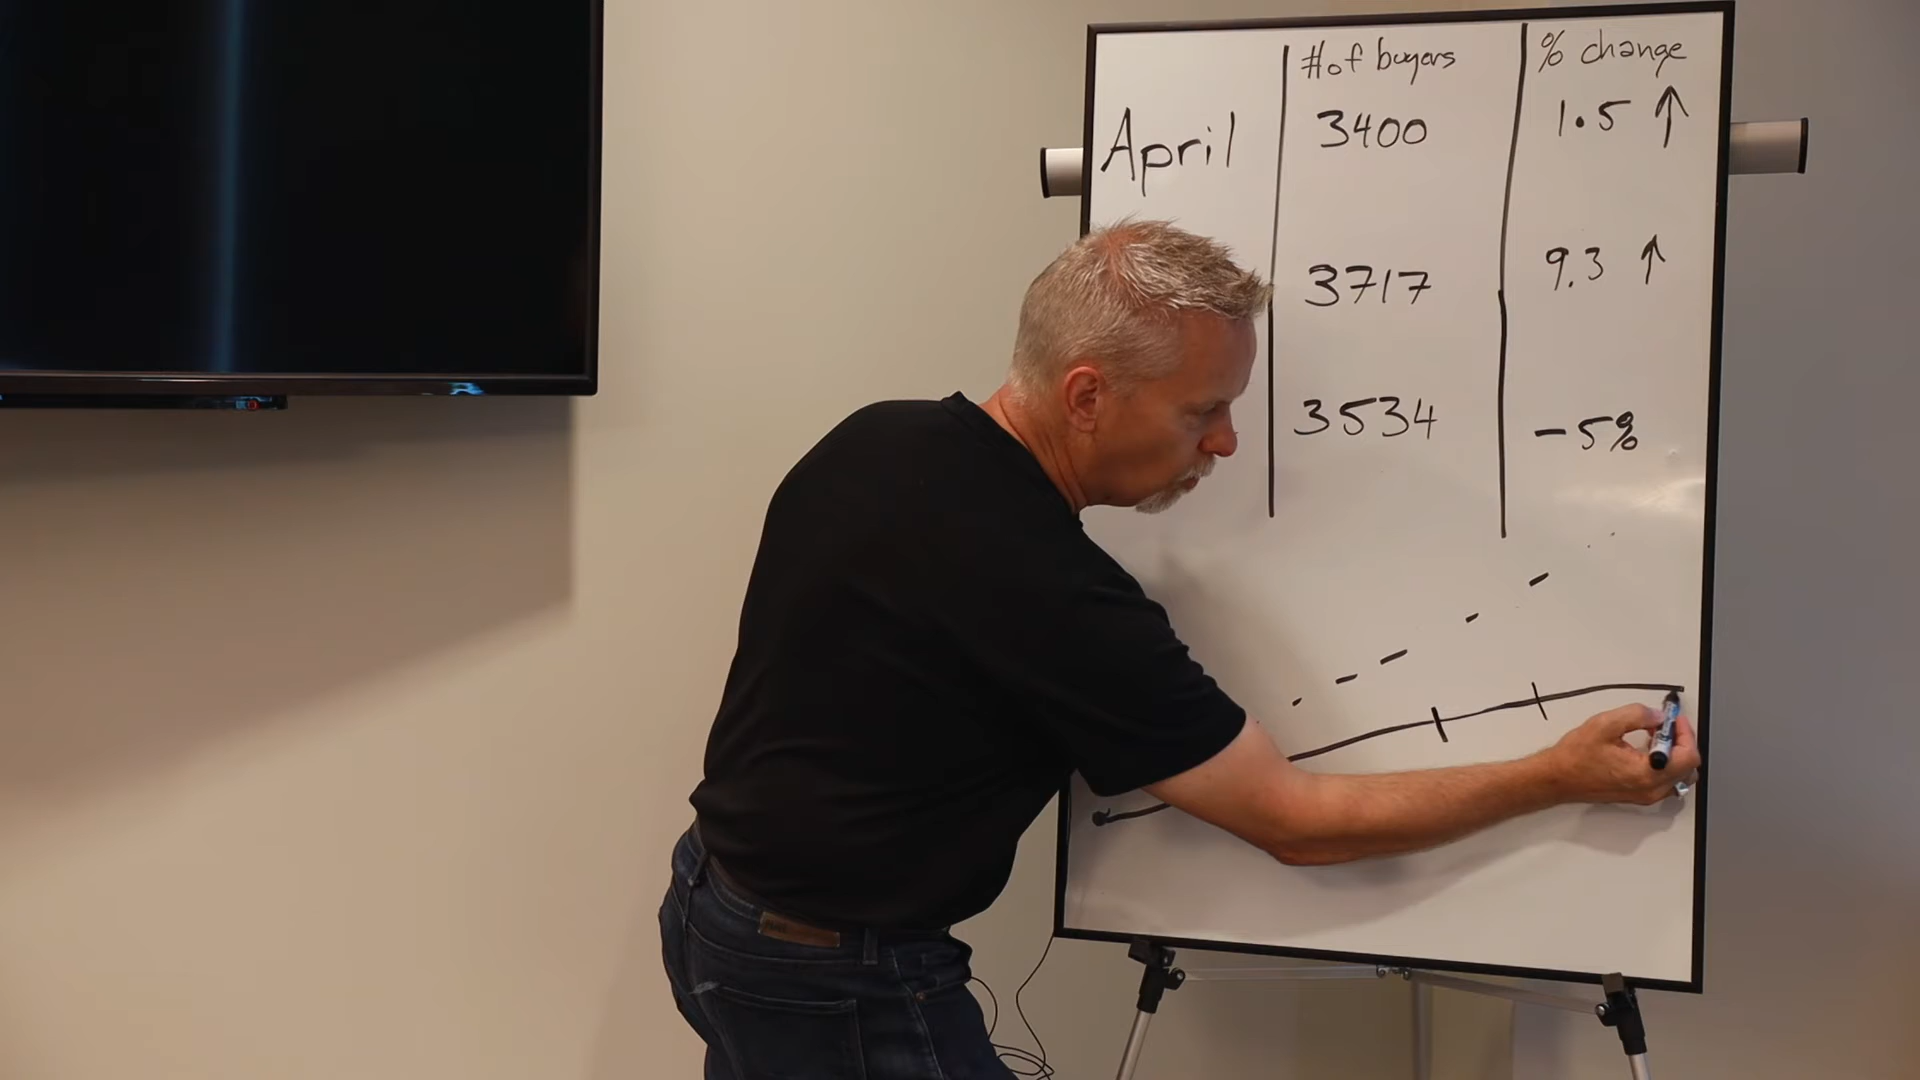 # of buyers % change
April 3400 1.5 ↑
3717 9.3 ↑
3534 -5%